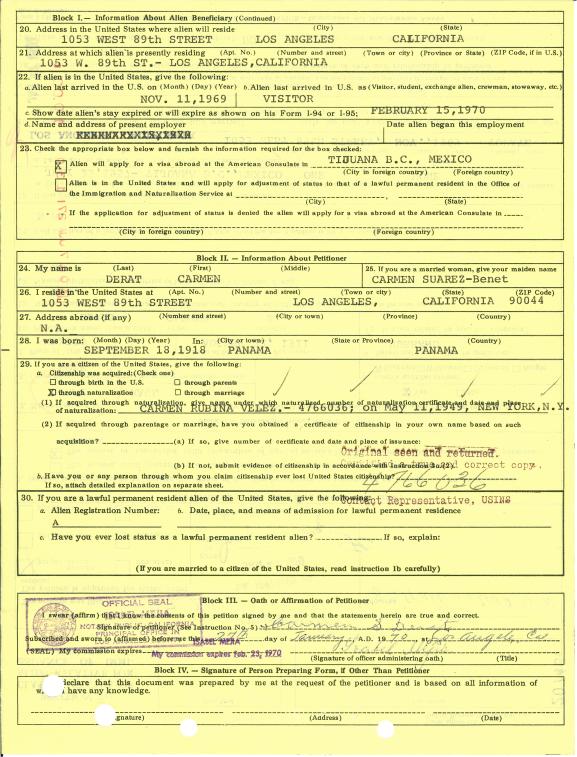 Block I. — Information About Alien Beneficiary (Continued)
20. Address in the United States where alien will reside (City) (State)
1053 WEST 89th STREET LOS ANGELES CALIFORNIA
21. Address at which alien is presently residing (Apt. No.) (Number and street) (Town or city) (Province or State) (ZIP Code, if in U.S.)
1053 W. 89th ST.- LOS ANGELES,CALIFORNIA
22. If alien is in the United States, give the following:
a. Alien last arrived in the U.S. on (Month) (Day) (Year) b. Alien last arrived in U.S. as (Visitor, student, exchange alien, crewman, stowaway, etc.)
NOV. 11,1969 VISITOR
c. Show date alien's stay expired or will expire as shown on his Form I-94 or I-95; FEBRUARY 15,1970
d. Name and address of present employer Date alien began this employment
23. Check the appropriate box below and furnish the information required for the box checked:
X Alien will apply for a visa abroad at the American Consulate in TIJUANA B.C., MEXICO
(City in foreign country) (Foreign country)
Alien is in the United States and will apply for adjustment of status to that of a lawful permanent resident in the Office of
the Immigration and Naturalization Service at
(City) (State)
If the application for adjustment of status is denied the alien will apply for a visa abroad at the American Consulate in
(City in foreign country) (Foreign country)
Block II. — Information About Petitioner
24. My name is (Last) (First) (Middle) 25. If you are a married woman, give your maiden name
DERAT CARMEN CARMEN SUAREZ-Benet
26. I reside in the United States at (Apt. No.) (Number and street) (Town or city) (State) (ZIP Code)
1053 WEST 89th STREET LOS ANGELES, CALIFORNIA 90044
27. Address abroad (if any) (Number and street) (City or town) (Province) (Country)
N.A.
28. I was born: (Month) (Day) (Year) In: (City or town) (State or Province) (Country)
SEPTEMBER 18,1918 PANAMA PANAMA
29. If you are a citizen of the United States, give the following:
a. Citizenship was acquired: (Check one)
through birth in the U.S. through parents
X through naturalization through marriage
(1) If acquired through naturalization, give name under which naturalized, number of naturalization certificate and date and place
of naturalization: CARMEN RUBINA VELEZ.- 4766036; on May 11,1949, NEW YORK,N.Y.
(2) If acquired through parentage or marriage, have you obtained a certificate of citizenship in your own name based on such
acquisition? (a) If so, give number of certificate and date and place of issuance:
Original seen and returned.
(b) If not, submit evidence of citizenship in accordance with Instruction 3a(2). and correct copy.
b. Have you or any person through whom you claim citizenship ever lost United States citizenship?
If so, attach detailed explanation on separate sheet. 4766036
30. If you are a lawful permanent resident alien of the United States, give the following: Contact Representative, USINS
a. Alien Registration Number: b. Date, place, and means of admission for lawful permanent residence
A
c. Have you ever lost status as a lawful permanent resident alien? If so, explain:
(If you are married to a citizen of the United States, read instruction 1b carefully)
Block III. — Oath or Affirmation of Petitioner
OFFICIAL SEAL
I swear (affirm) that I know the contents of this petition signed by me and that the statements herein are true and correct.
ISABEL MENA
NOTARY PUBLIC CALIFORNIA
Signature of petitioner (See Instruction No. 5) Carmen S Derat
PRINCIPAL OFFICE IN
Subscribed and sworn to (affirmed) before me this 27th day of January, A.D. 1970, at Los Angeles, Ca
ISABEL MENA
(SEAL) My commission expires My commission expires Feb. 23, 1970 Isabel Mena
(Signature of officer administering oath) (Title)
Block IV. — Signature of Person Preparing Form, if Other Than Petitioner
declare that this document was prepared by me at the request of the petitioner and is based on all information of
w I have any knowledge.
gnature) (Address) (Date)